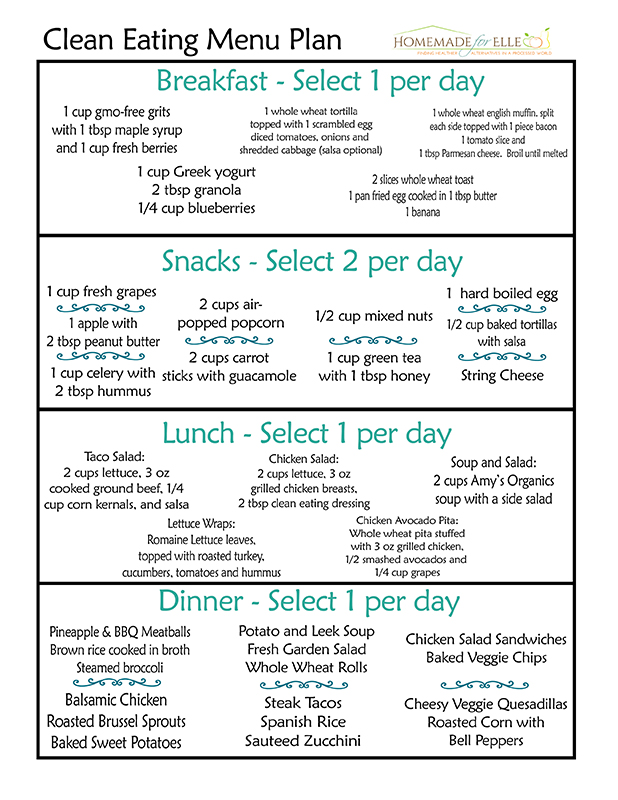 Clean Eating Menu Plan
HOMEMADE for ELLE
FINDING HEALTHIER ALTERNATIVES IN A PROCESSED WORLD
Breakfast - Select 1 per day
1 cup gmo-free grits
with 1 tbsp maple syrup
and 1 cup fresh berries
1 whole wheat tortilla
topped with 1 scrambled egg
diced tomatoes, onions and
shredded cabbage (salsa optional)
1 whole wheat english muffin, split
each side topped with 1 piece bacon
1 tomato slice and
1 tbsp Parmesan cheese. Broil until melted
1 cup Greek yogurt
2 tbsp granola
1/4 cup blueberries
2 slices whole wheat toast
1 pan fried egg cooked in 1 tbsp butter
1 banana
Snacks - Select 2 per day
1 cup fresh grapes
1 apple with
2 tbsp peanut butter
1 cup celery with
2 tbsp hummus
2 cups air-
popped popcorn
2 cups carrot
sticks with guacamole
1/2 cup mixed nuts
1 cup green tea
with 1 tbsp honey
1 hard boiled egg
1/2 cup baked tortillas
with salsa
String Cheese
Lunch - Select 1 per day
Taco Salad:
2 cups lettuce, 3 oz
cooked ground beef, 1/4
cup corn kernals, and salsa
Chicken Salad:
2 cups lettuce, 3 oz
grilled chicken breasts,
2 tbsp clean eating dressing
Soup and Salad:
2 cups Amy's Organics
soup with a side salad
Lettuce Wraps:
Romaine Lettuce leaves,
topped with roasted turkey,
cucumbers, tomatoes and hummus
Chicken Avocado Pita:
Whole wheat pita stuffed
with 3 oz grilled chicken,
1/2 smashed avocados and
1/4 cup grapes
Dinner - Select 1 per day
Pineapple & BBQ Meatballs
Brown rice cooked in broth
Steamed broccoli
Balsamic Chicken
Roasted Brussel Sprouts
Baked Sweet Potatoes
Potato and Leek Soup
Fresh Garden Salad
Whole Wheat Rolls
Steak Tacos
Spanish Rice
Sauteed Zucchini
Chicken Salad Sandwiches
Baked Veggie Chips
Cheesy Veggie Quesadillas
Roasted Corn with
Bell Peppers